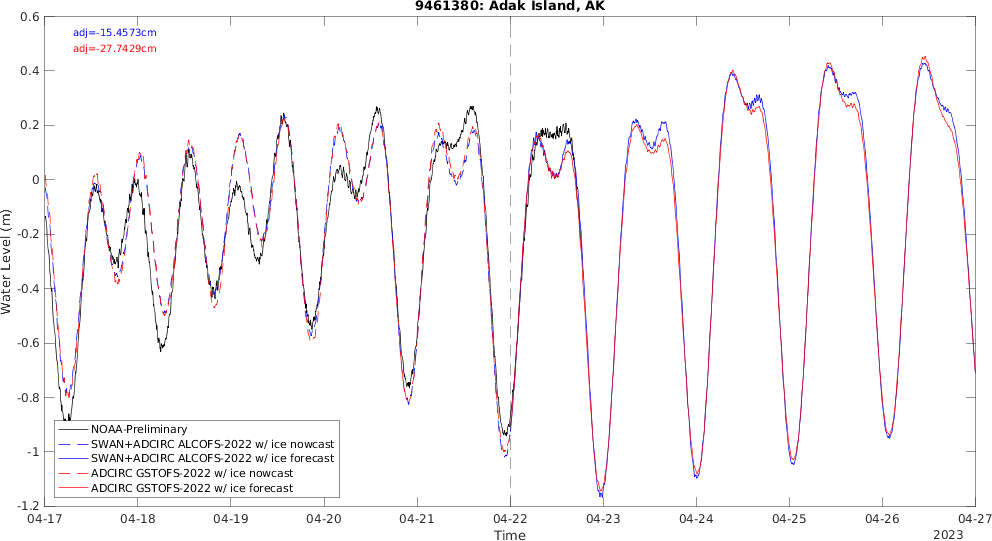 9461380: Adak Island, AK
adj=-15.4573cm
adj=-27.7429cm
Water Level (m)
0.6
0.4
0.2
0
-0.2
-0.4
-0.6
-0.8
-1
-1.2
NOAA-Preliminary
SWAN+ADCIRC ALCOFS-2022 w/ ice nowcast
SWAN+ADCIRC ALCOFS-2022 w/ ice forecast
ADCIRC GSTOFS-2022 w/ ice nowcast
ADCIRC GSTOFS-2022 w/ ice forecast
04-17 04-18 04-19 04-20 04-21 04-22 04-23 04-24 04-25 04-26 04-27
Time
2023